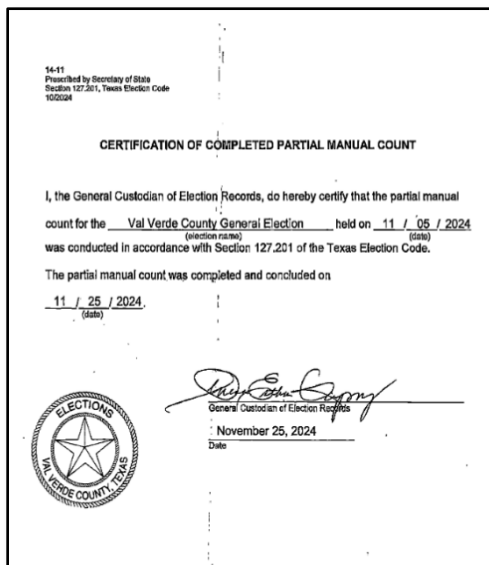 14-11
Prescribed by Secretary of State
Section 127.201, Texas Election Code
10/2024
CERTIFICATION OF COMPLETED PARTIAL MANUAL COUNT
I, the General Custodian of Election Records, do hereby certify that the partial manual
count for the Val Verde County General Election held on 11 / 05 / 2024
(election name) (date)
was conducted in accordance with Section 127.201 of the Texas Election Code.
The partial manual count was completed and concluded on
11 / 25 / 2024.
(date)
General Custodian of Election Records
November 25, 2024
Date
ELECTIONS
VAL VERDE COUNTY, TEXAS